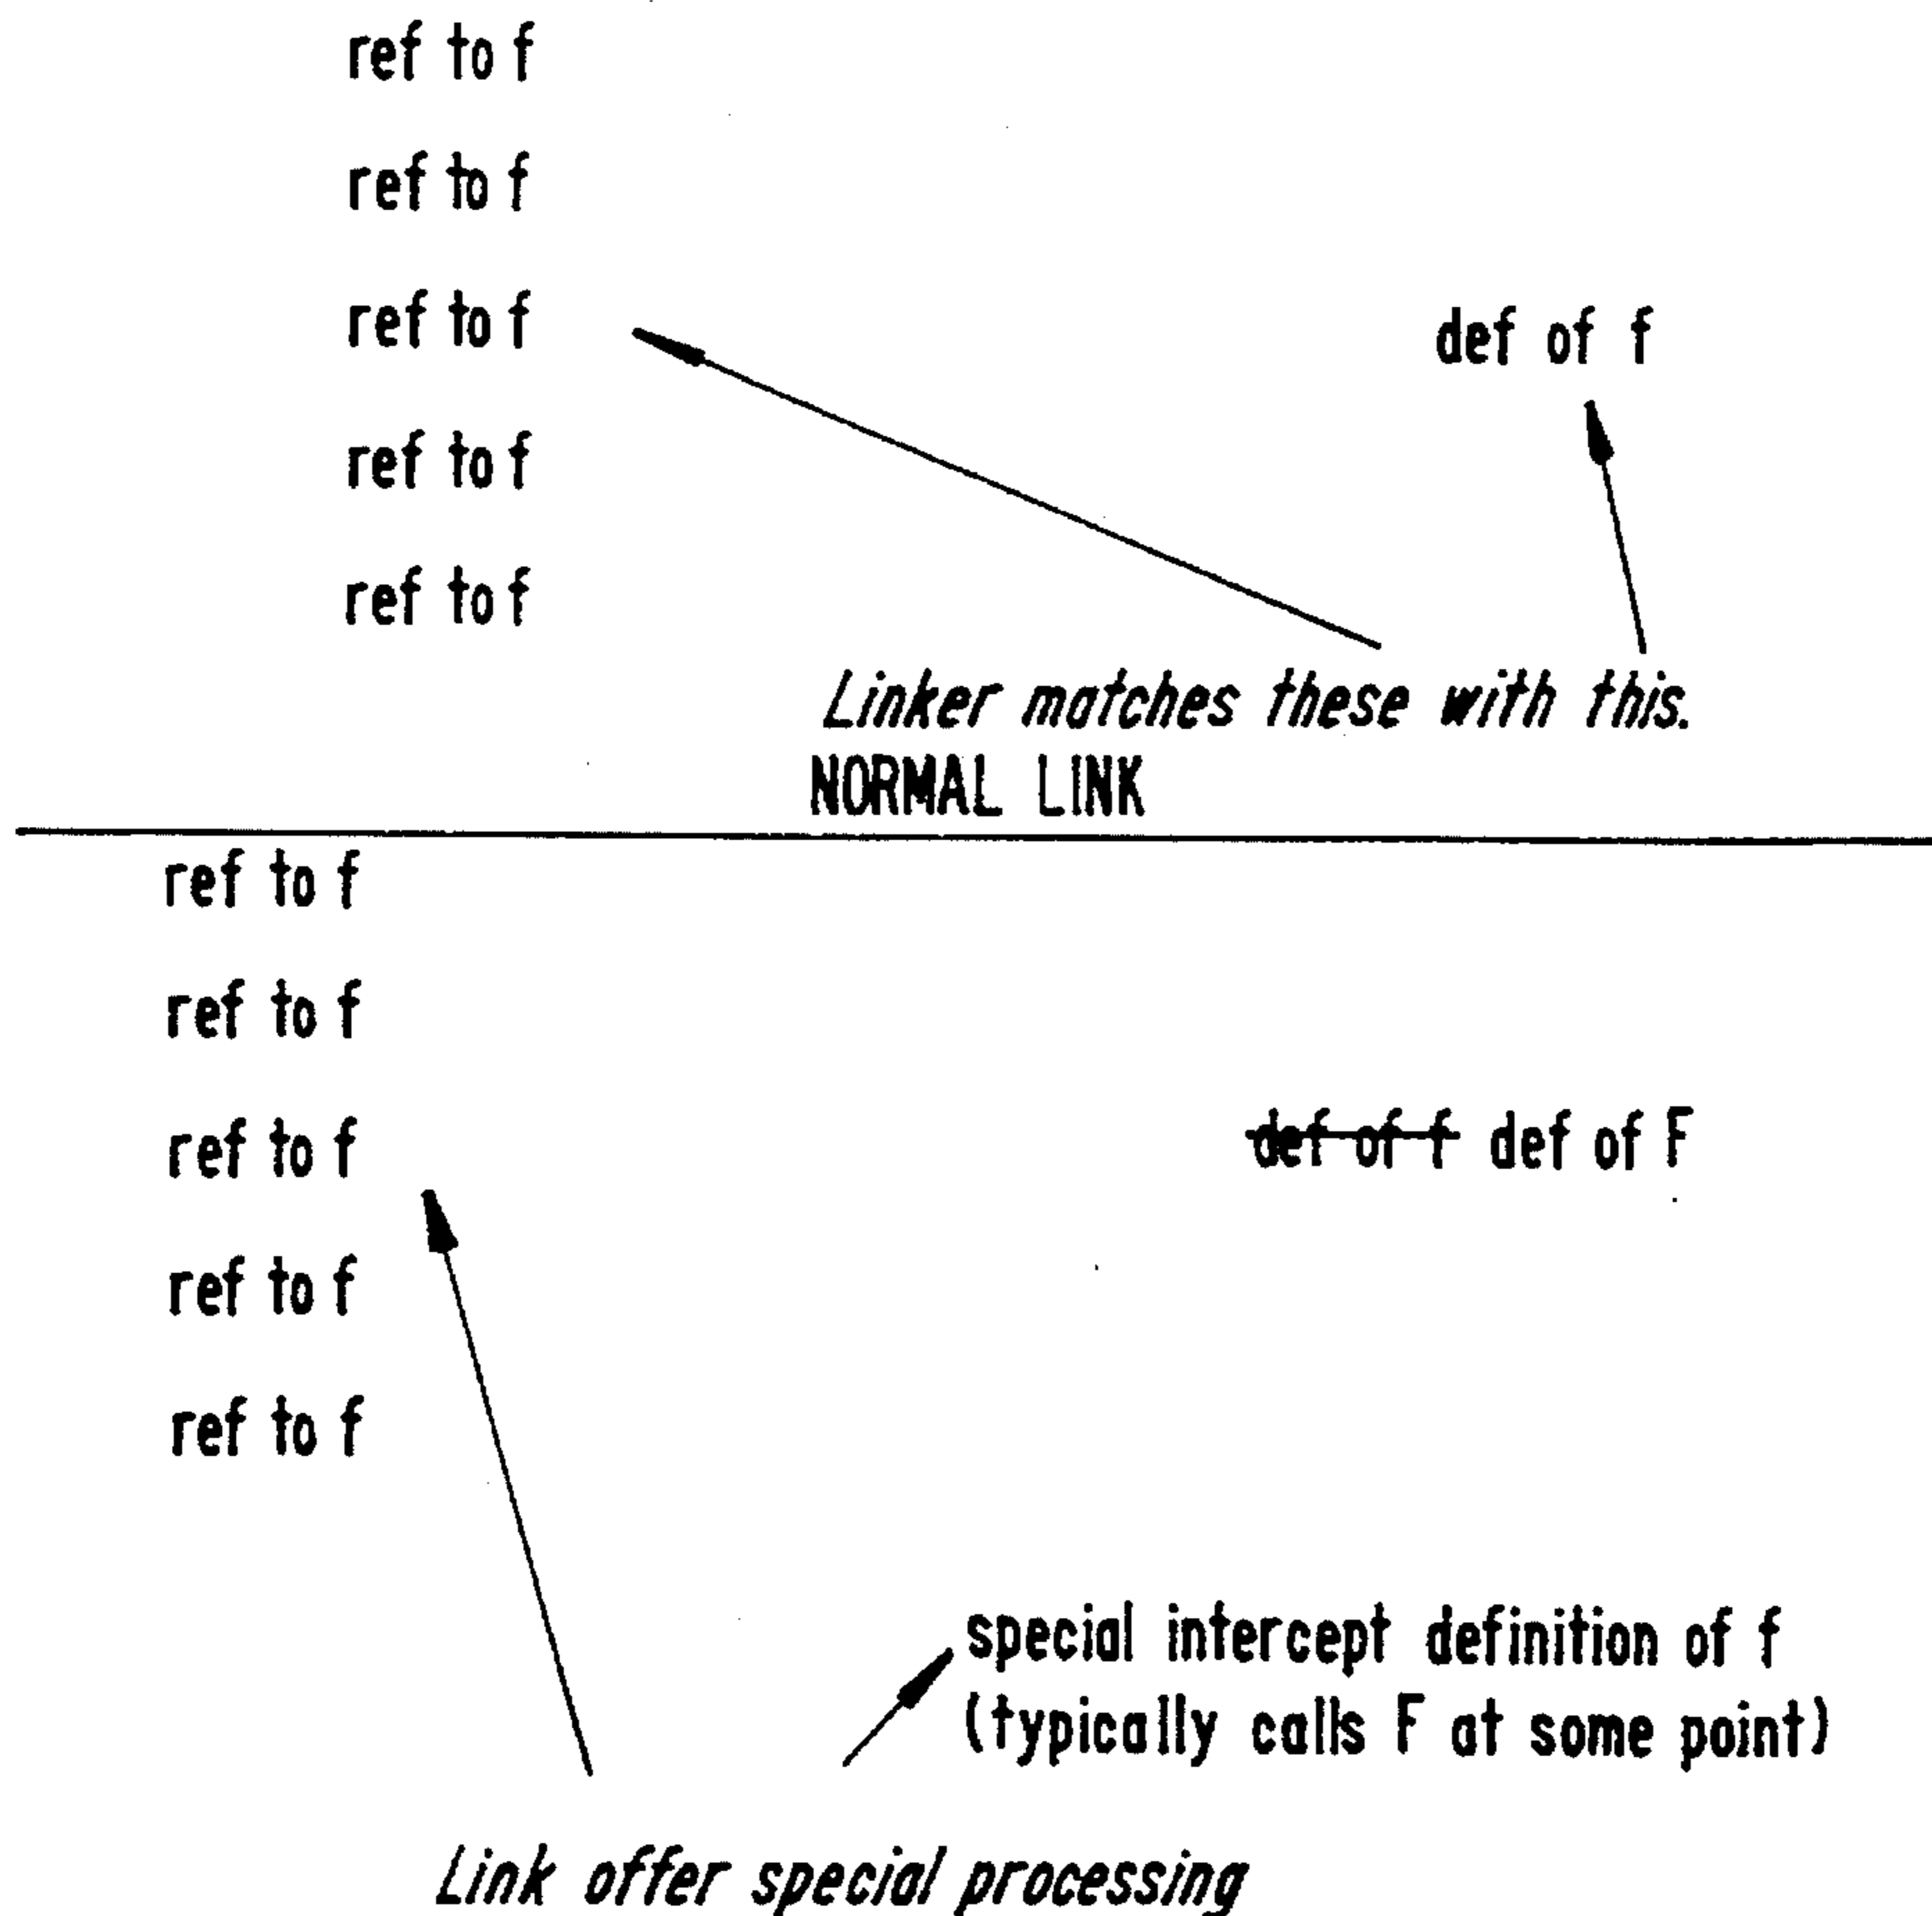 ref to f
ref to f
ref to f
def of f
ref to f
ref to f
Linker matches these with this.
NORMAL LINK
ref to f
ref to f
ref to f
def of f def of F
ref to f
ref to f
special intercept definition of f
(typically calls F at some point)
Link offer special processing